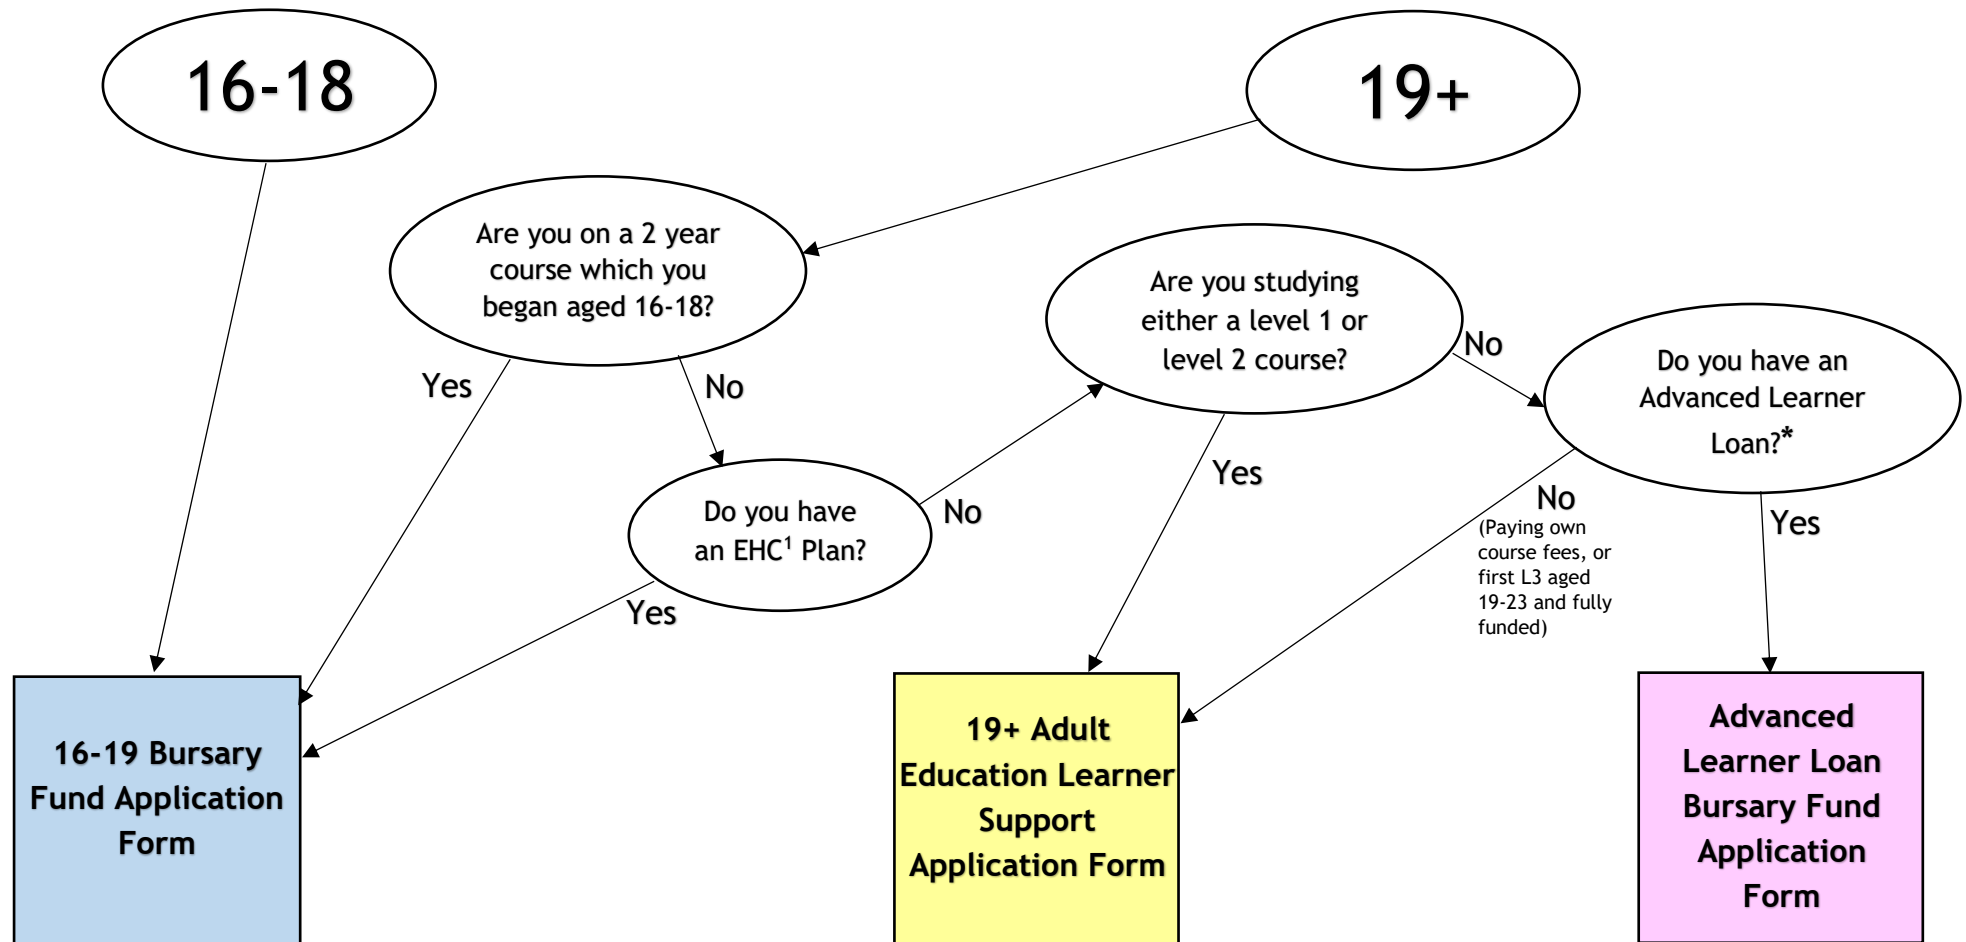 16-18
19+
Are you on a 2 year
course which you
began aged 16-18?
Yes
No
Do you have
an EHC¹ Plan?
No
Yes
Are you studying
either a level 1 or
level 2 course?
No
Yes
Do you have an
Advanced Learner
Loan?*
No
(Paying own
course fees, or
first L3 aged
19-23 and fully
funded)
Yes
16-19 Bursary
Fund Application
Form
19+ Adult
Education Learner
Support
Application Form
Advanced
Learner Loan
Bursary Fund
Application
Form